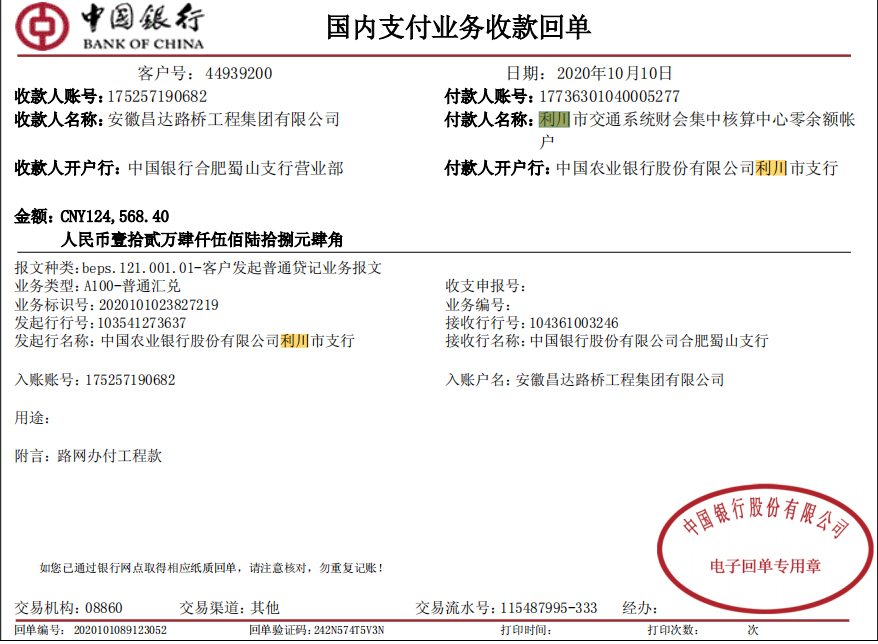 中国银行
BANK OF CHINA
国内支付业务收款回单
客户号：44939200
日期：2020年10月10日
收款人账号：175257190682
付款人账号：17736301040005277
收款人名称：安徽昌达路桥工程集团有限公司
付款人名称：利川市交通系统财会集中核算中心零余额帐
户
收款人开户行：中国银行合肥蜀山支行营业部
付款人开户行：中国农业银行股份有限公司利川市支行
金额：CNY124,568.40
人民币壹拾贰万肆仟伍佰陆拾捌元肆角
报文种类：beps.121.001.01-客户发起普通贷记业务报文
业务类型：A100-普通汇兑
收支申报号：
业务标识号：2020101023827219
业务编号：
发起行行号：103541273637
接收行行号：104361003246
发起行名称：中国农业银行股份有限公司利川市支行
接收行名称：中国银行股份有限公司合肥蜀山支行
入账账号：175257190682
入账户名：安徽昌达路桥工程集团有限公司
用途：
附言：路网办付工程款
中国银行股份有限公司
电子回单专用章
如您已通过银行网点取得相应纸质回单，请注意核对，勿重复记账！
交易机构：08860
交易渠道：其他
交易流水号：115487995-333
经办：
回单编号：2020101089123052
回单验证码：242N574T5V3N
打印时间：
打印次数：
次